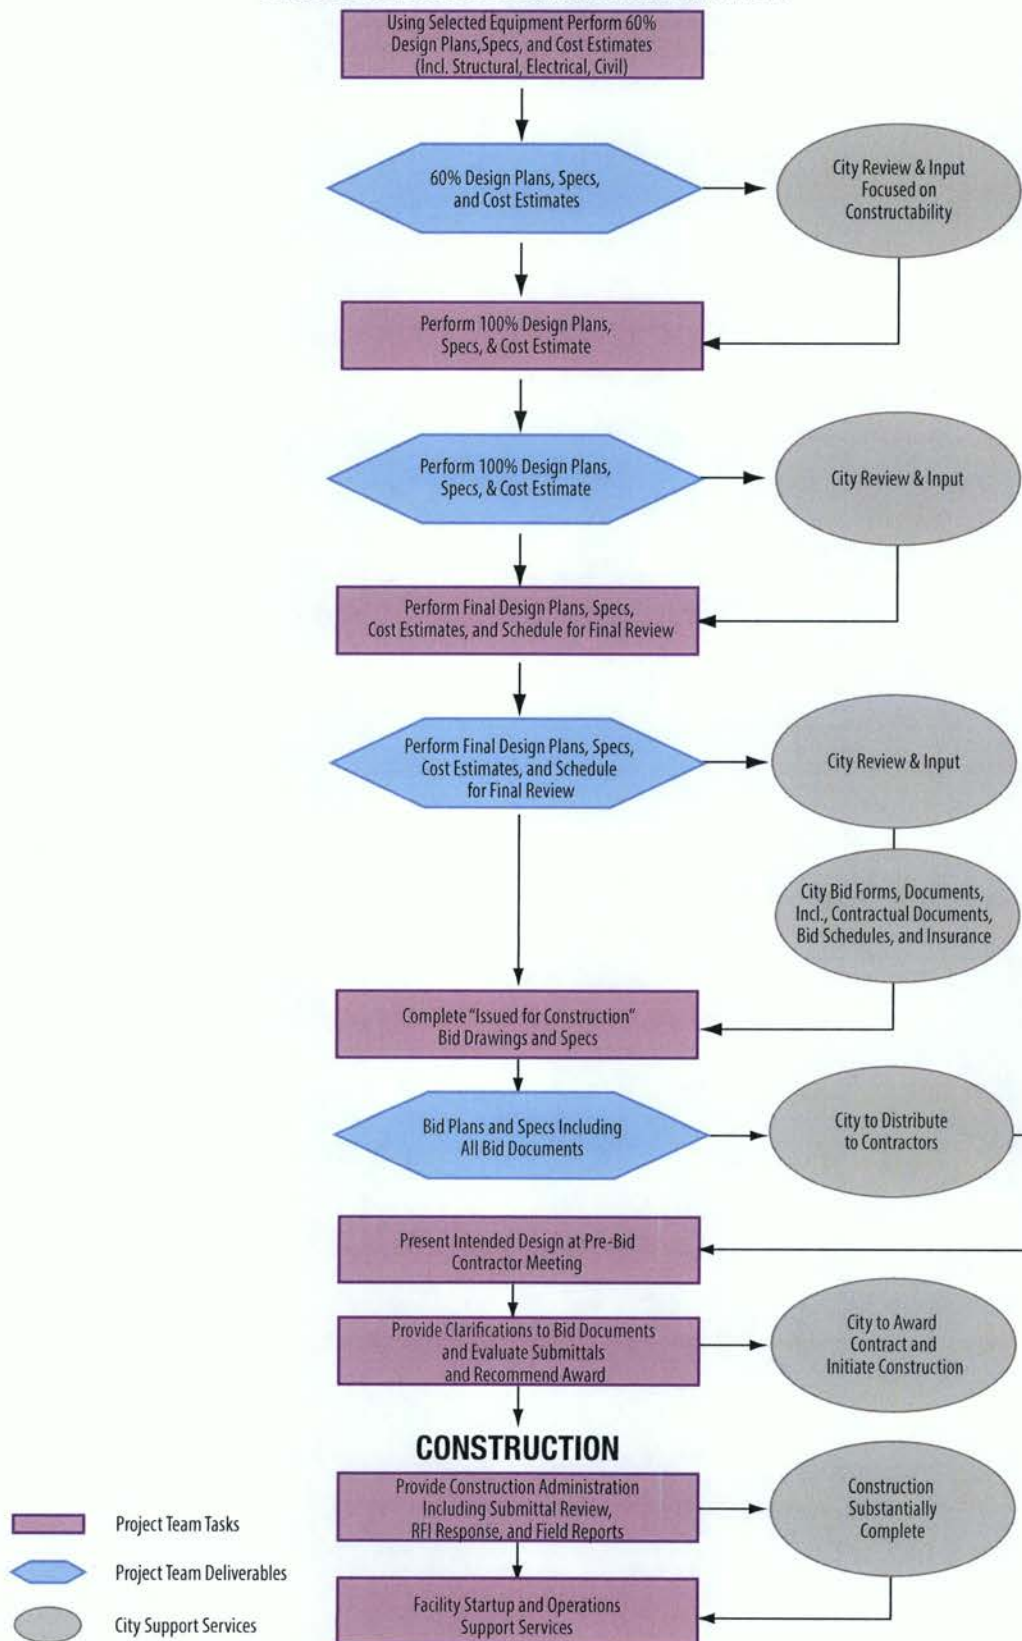 Using Selected Equipment Perform 60%
Design Plans,Specs, and Cost Estimates
(Incl. Structural, Electrical, Civil)
60% Design Plans, Specs,
and Cost Estimates
City Review & Input
Focused on
Constructability
Perform 100% Design Plans,
Specs, & Cost Estimate
Perform 100% Design Plans,
Specs, & Cost Estimate
City Review & Input
Perform Final Design Plans, Specs,
Cost Estimates, and Schedule for Final Review
Perform Final Design Plans, Specs,
Cost Estimates, and Schedule
for Final Review
City Review & Input
City Bid Forms, Documents,
Incl., Contractual Documents,
Bid Schedules, and Insurance
Complete "Issued for Construction"
Bid Drawings and Specs
Bid Plans and Specs Including
All Bid Documents
City to Distribute
to Contractors
Present Intended Design at Pre-Bid
Contractor Meeting
Provide Clarifications to Bid Documents
and Evaluate Submittals
and Recommend Award
City to Award
Contract and
Initiate Construction
CONSTRUCTION
Provide Construction Administration
Including Submittal Review,
RFI Response, and Field Reports
Construction
Substantially
Complete
Facility Startup and Operations
Support Services
Project Team Tasks
Project Team Deliverables
City Support Services